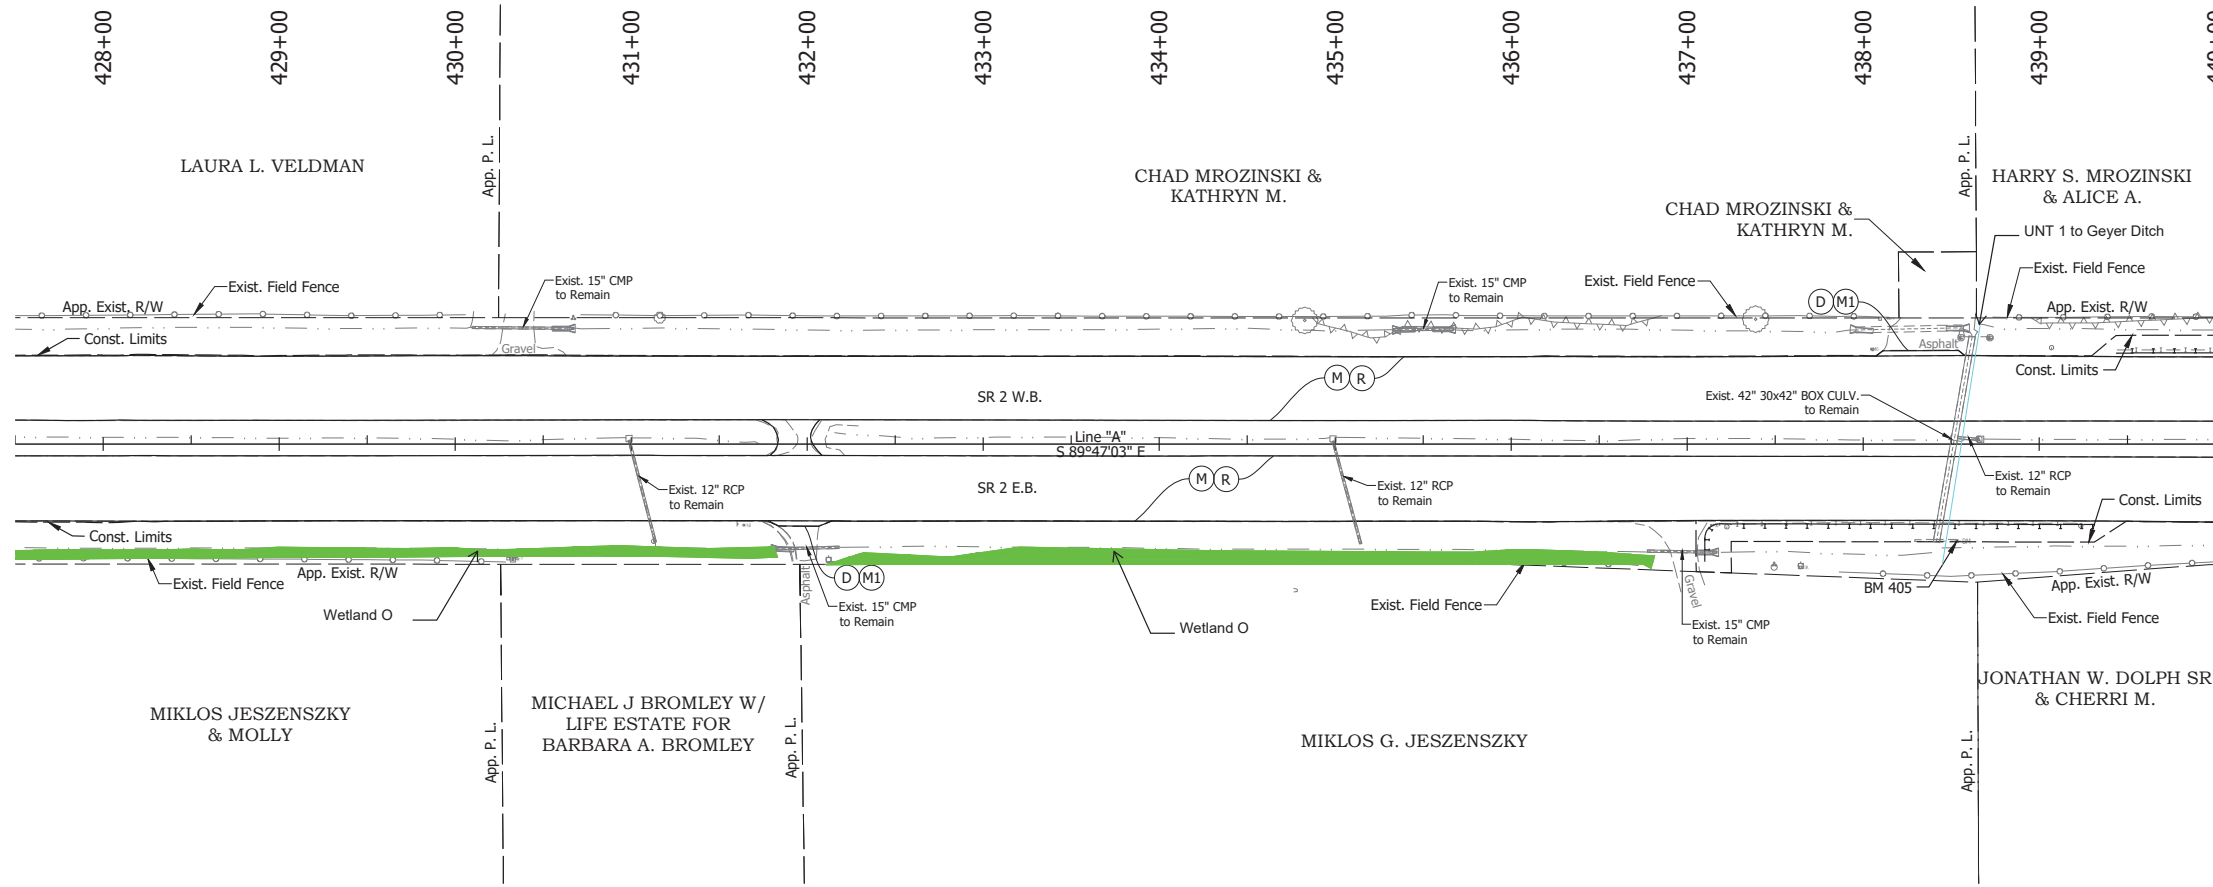 428+00
429+00
430+00
431+00
432+00
433+00
434+00
435+00
436+00
437+00
438+00
439+00
App. P. L.
App. P. L.
LAURA L. VELDMAN
CHAD MROZINSKI &
KATHRYN M.
HARRY S. MROZINSKI
& ALICE A.
CHAD MROZINSKI &
KATHRYN M.
UNT 1 to Geyer Ditch
Exist. Field Fence
App. Exist. R/W
Exist. 15" CMP
to Remain
Exist. 15" CMP
to Remain
Exist. Field Fence
D M1
Exist. Field Fence
App. Exist. R/W
Const. Limits
Gravel
Asphalt
Const. Limits
M R
SR 2 W.B.
Exist. 42" 30x42" BOX CULV.
to Remain
Line "A"
S 89°47'03" E
SR 2 E.B.
M R
Exist. 12" RCP
to Remain
Exist. 12" RCP
to Remain
Exist. 12" RCP
to Remain
Const. Limits
Const. Limits
Exist. Field Fence
App. Exist. R/W
Wetland O
Asphalt
D M1
Exist. 15" CMP
to Remain
Wetland O
Exist. Field Fence
Gravel
Exist. 15" CMP
to Remain
BM 405
App. Exist. R/W
Exist. Field Fence
MIKLOS JESZENSZKY
& MOLLY
App. P. L.
MICHAEL J BROMLEY W/
LIFE ESTATE FOR
BARBARA A. BROMLEY
App. P. L.
MIKLOS G. JESZENSZKY
App. P. L.
JONATHAN W. DOLPH SR
& CHERRI M.